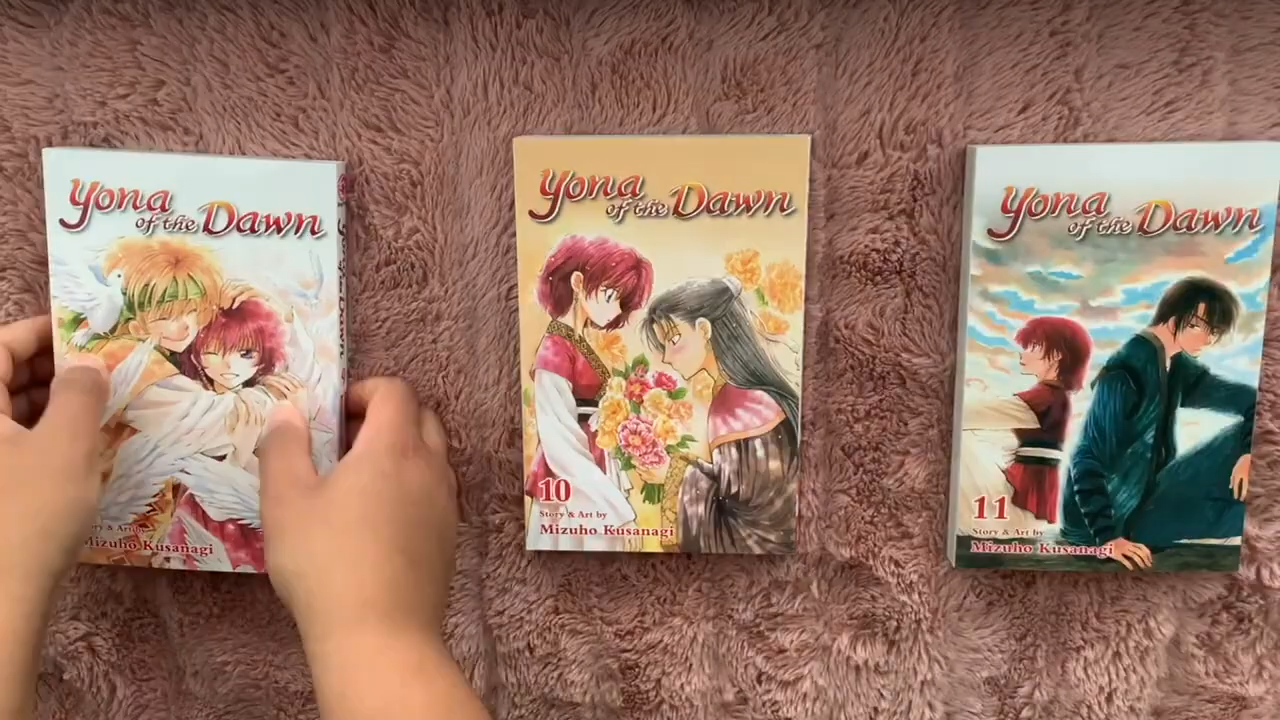 Yona
of the Dawn
Story & Art by
Mizuho Kusanagi
Yona of the Dawn
Yona
of the Dawn
10
Story & Art by
Mizuho Kusanagi
Yona
of the Dawn
11
Story & Art by
Mizuho Kusanagi